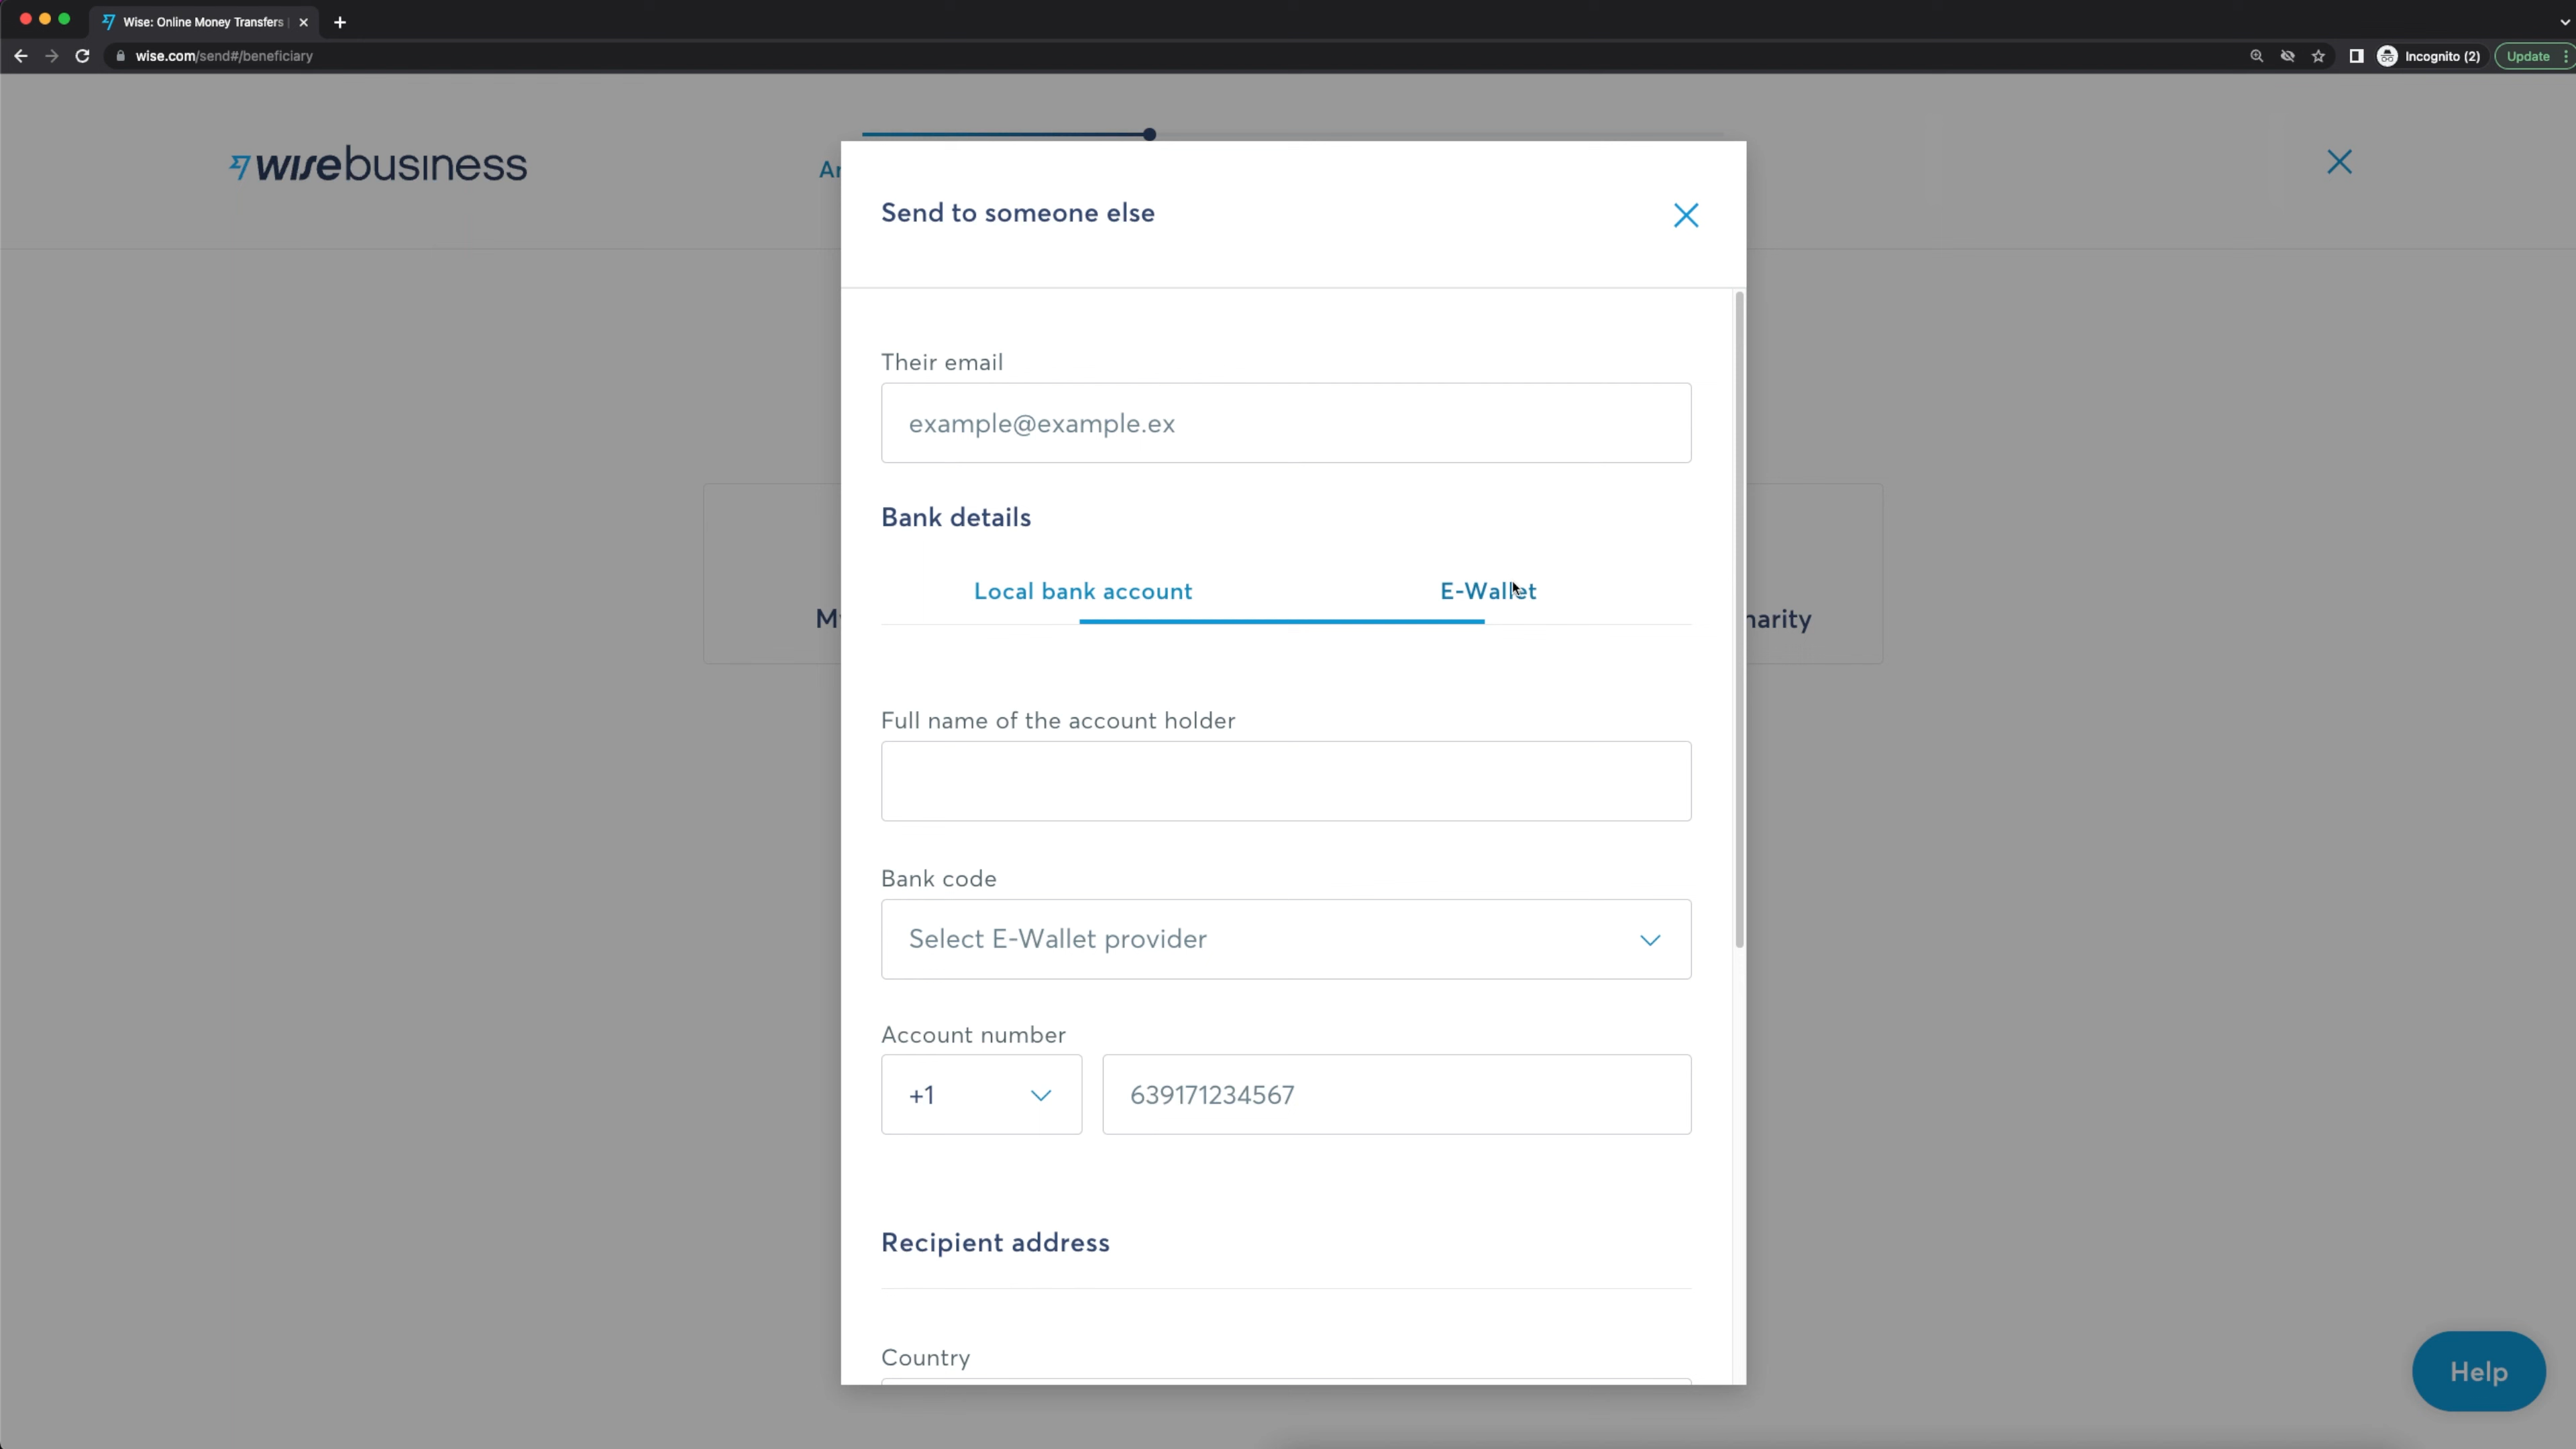 Wise: Online Money Transfers
wise.com/send#/beneficiary
Incognito (2)
Update
wisebusiness
Send to someone else
Their email
example@example.ex
Bank details
Local bank account
E-Wallet
Full name of the account holder
Bank code
Select E-Wallet provider
Account number
+1
639171234567
Recipient address
Country
Help